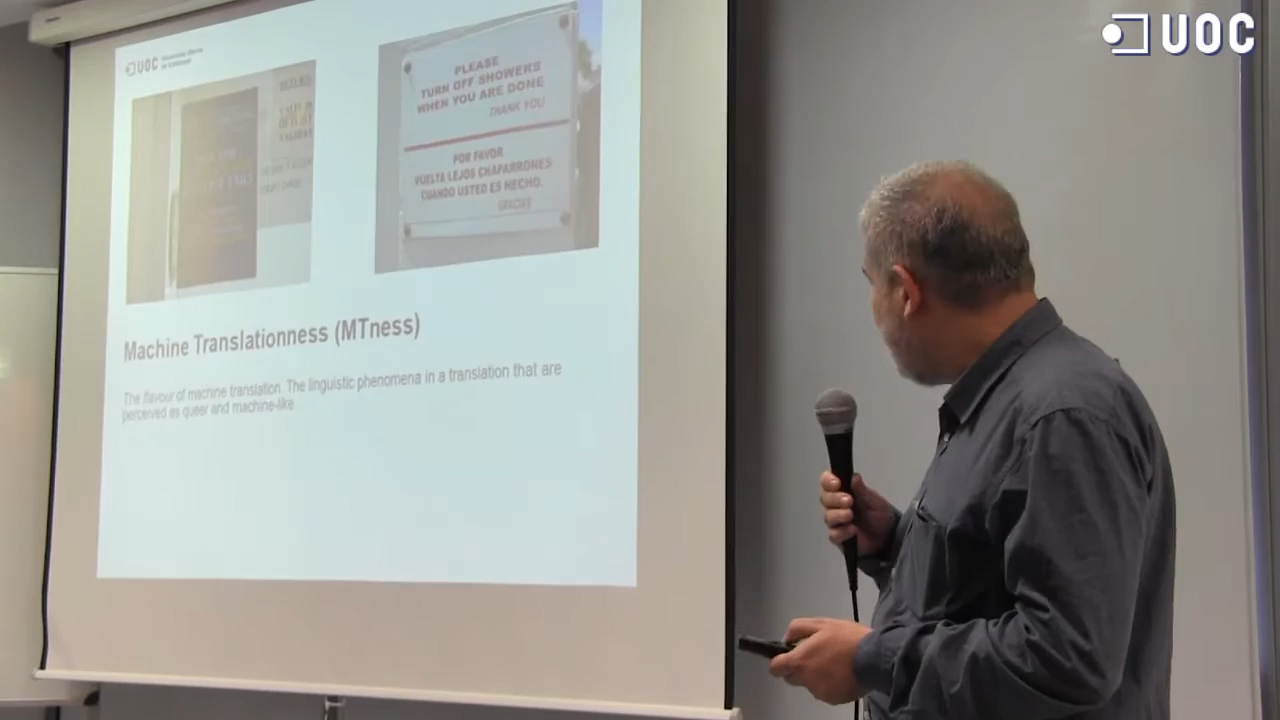 UOC
UOC
PLEASE
TURN OFF SHOWERS
WHEN YOU ARE DONE
THANK YOU
POR FAVOR
VUELTA LEJOS CHAFARRONES
CUANDO USTED ES HECHO.
GRACIAS
Machine Translationness (MTness)
The flavour of machine translation. The linguistic phenomena in a translation that are
perceived as queer and machine-like